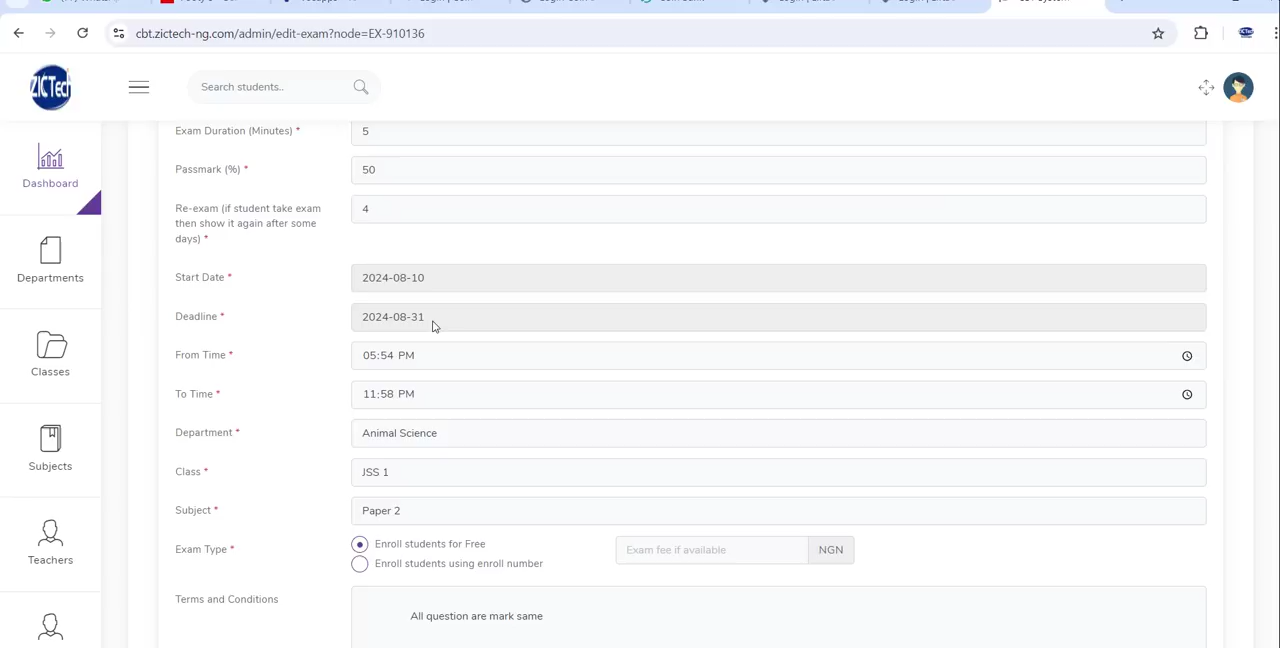 cbt.zictech-ng.com/admin/edit-exam?node=EX-910136
ZICTech
Search students..
Dashboard
Departments
Classes
Subjects
Teachers
Exam Duration (Minutes) *
5
Passmark (%) *
50
Re-exam (if student take exam
then show it again after some
days) *
4
Start Date *
2024-08-10
Deadline *
2024-08-31
From Time *
05:54 PM
To Time *
11:58 PM
Department *
Animal Science
Class *
JSS 1
Subject *
Paper 2
Exam Type *
Enroll students for Free
Enroll students using enroll number
Exam fee if available
NGN
Terms and Conditions
All question are mark same